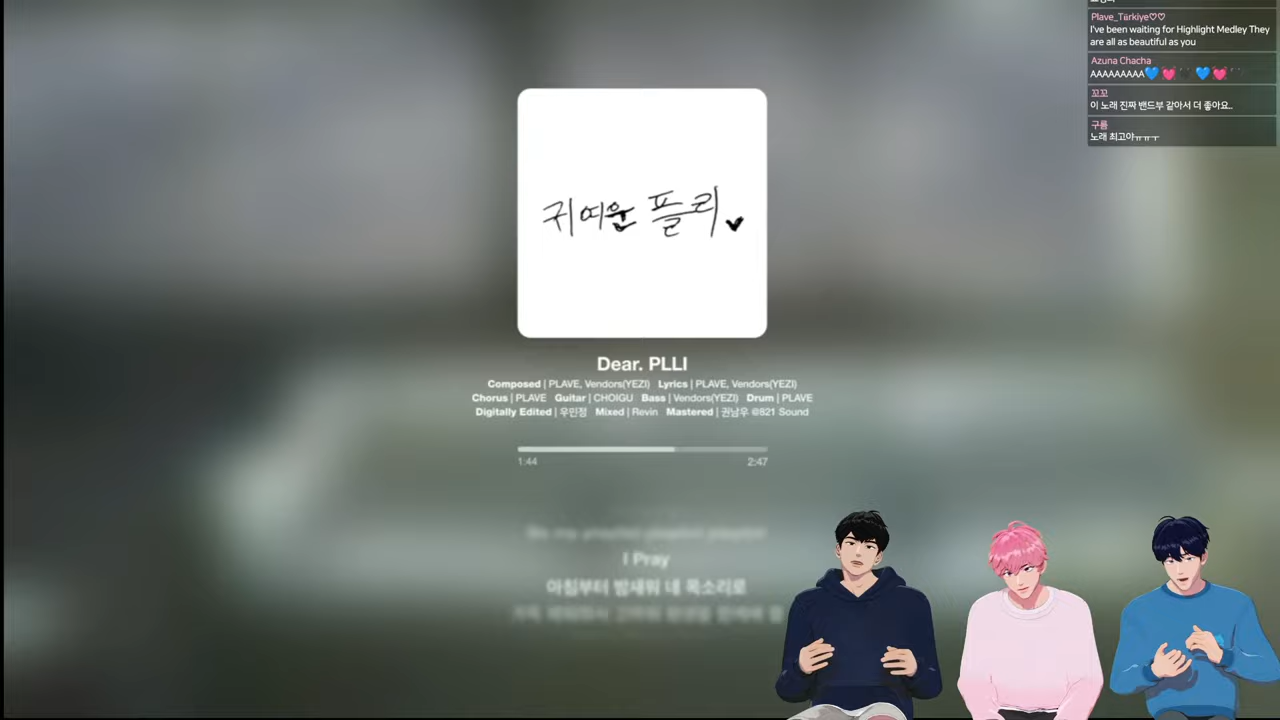 Plave_Türkiye♡♡
I've been waiting for Highlight Medley They
are all as beautiful as you
Azuna Chacha
AAAAAAAAA💙💓🖤💙💓🖤
꼬꼬
이 노래 진짜 밴드부 같아서 더 좋아요..
구름
노래 최고야ㅠㅠㅜ
귀여운 플리♥
Dear. PLLI
Composed | PLAVE, Vendors(YEZI) Lyrics | PLAVE, Vendors(YEZI)
Chorus | PLAVE Guitar | CHOIGU Bass | Vendors(YEZI) Drum | PLAVE
Digitally Edited | 우민정 Mixed | Revin Mastered | 권남우 @821 Sound
1:44 2:47
I Pray
아침부터 밤새워 네 목소리로